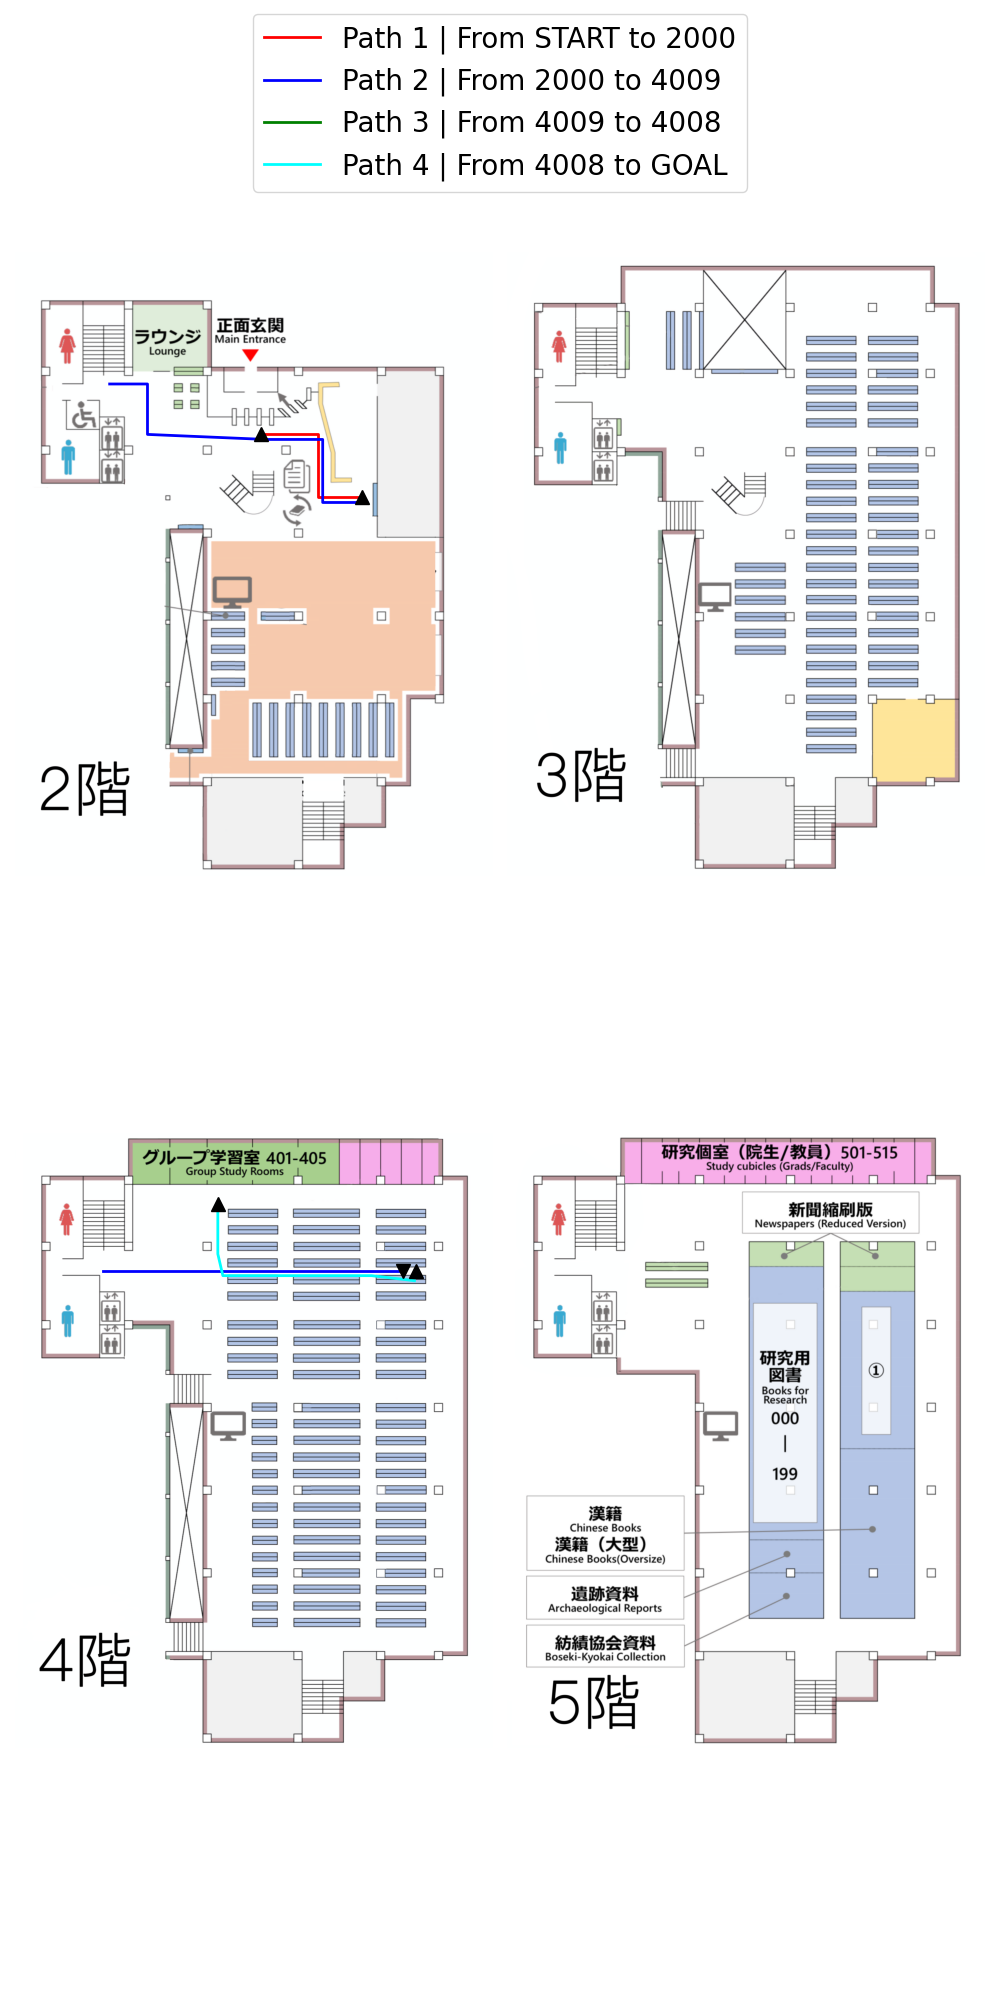 Path 1 | From START to 2000
Path 2 | From 2000 to 4009
Path 3 | From 4009 to 4008
Path 4 | From 4008 to GOAL
ラウンジ
Lounge
正面玄関
Main Entrance
2階
3階
グループ学習室 401-405
Group Study Rooms
4階
研究個室（院生/教員）501-515
Study cubicles (Grads/Faculty)
新聞縮刷版
Newspapers (Reduced Version)
研究用
図書
Books for
Research
000
|
199
①
漢籍
Chinese Books
漢籍（大型）
Chinese Books(Oversize)
遺跡資料
Archaeological Reports
紡績協会資料
Boseki-Kyokai Collection
5階